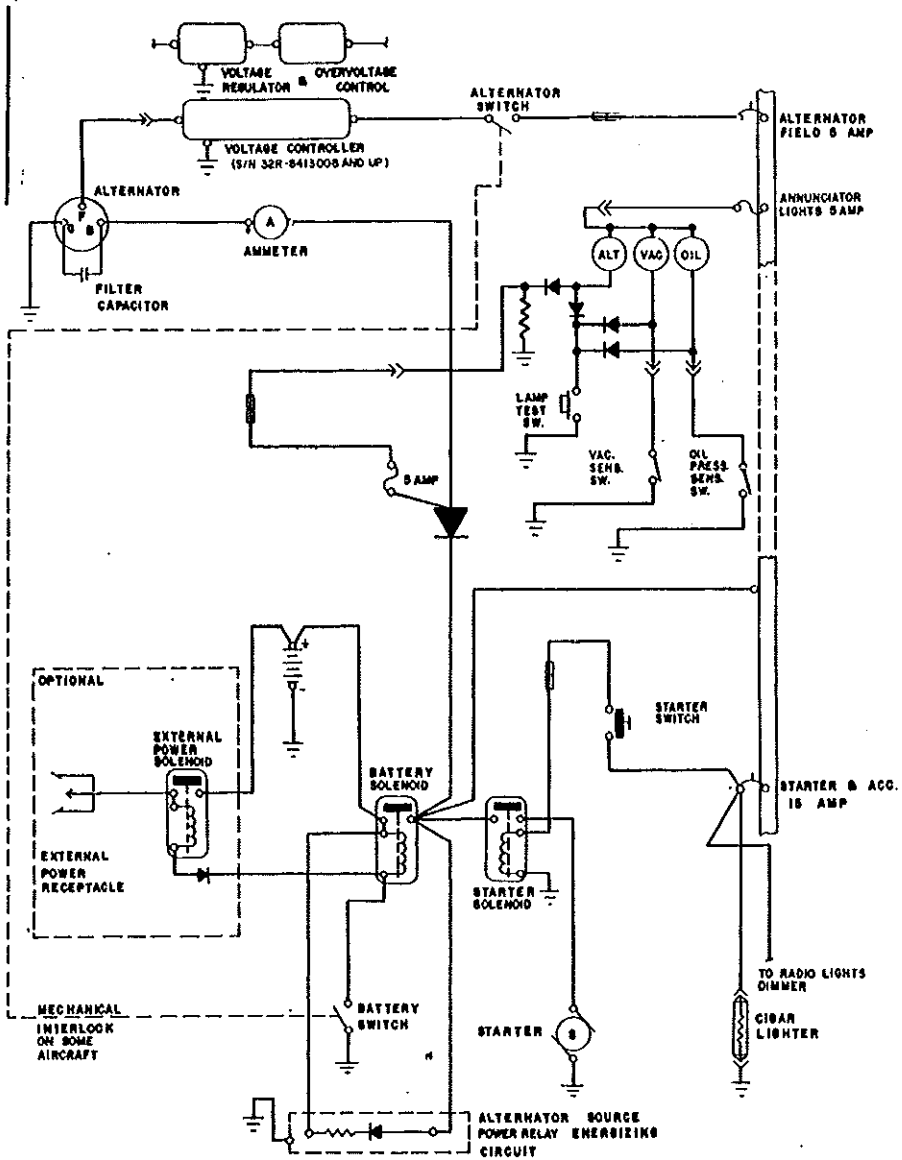 VOLTAGE REGULATOR
&
OVERVOLTAGE CONTROL
VOLTAGE CONTROLLER
(S/N 32R-8413008 AND UP)
ALTERNATOR SWITCH
ALTERNATOR
FIELD 5 AMP
ALTERNATOR
F
G
B
A
AMMETER
FILTER
CAPACITOR
ANNUNCIATOR
LIGHTS 5 AMP
ALT
VAC
OIL
LAMP
TEST
SW.
VAC.
SENS.
SW.
OIL
PRESS.
SENS.
SW.
5 AMP
+
-
OPTIONAL
EXTERNAL
POWER
SOLENOID
EXTERNAL
POWER
RECEPTACLE
BATTERY
SOLENOID
STARTER
SOLENOID
STARTER
SWITCH
STARTER & ACC.
15 AMP
TO RADIO LIGHTS
DIMMER
CIGAR
LIGHTER
MECHANICAL
INTERLOCK
ON SOME
AIRCRAFT
BATTERY
SWITCH
STARTER
S
ALTERNATOR SOURCE
POWER RELAY ENERGIZING
CIRCUIT